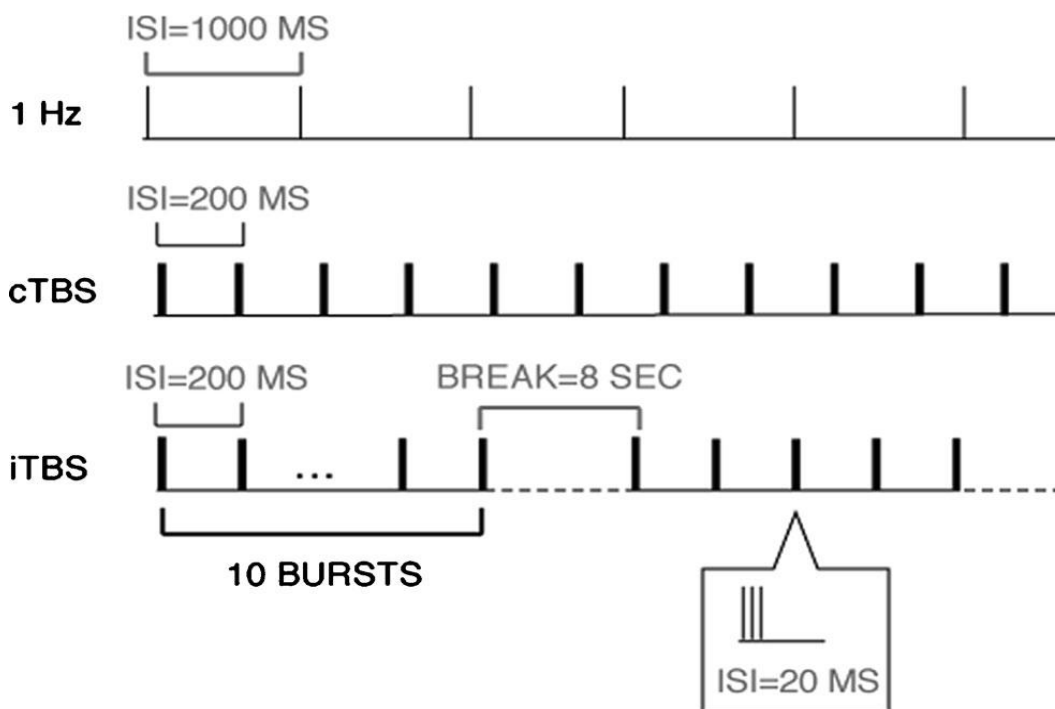 ISI=1000 MS
1 Hz
ISI=200 MS
cTBS
ISI=200 MS
BREAK=8 SEC
iTBS
...
10 BURSTS
ISI=20 MS